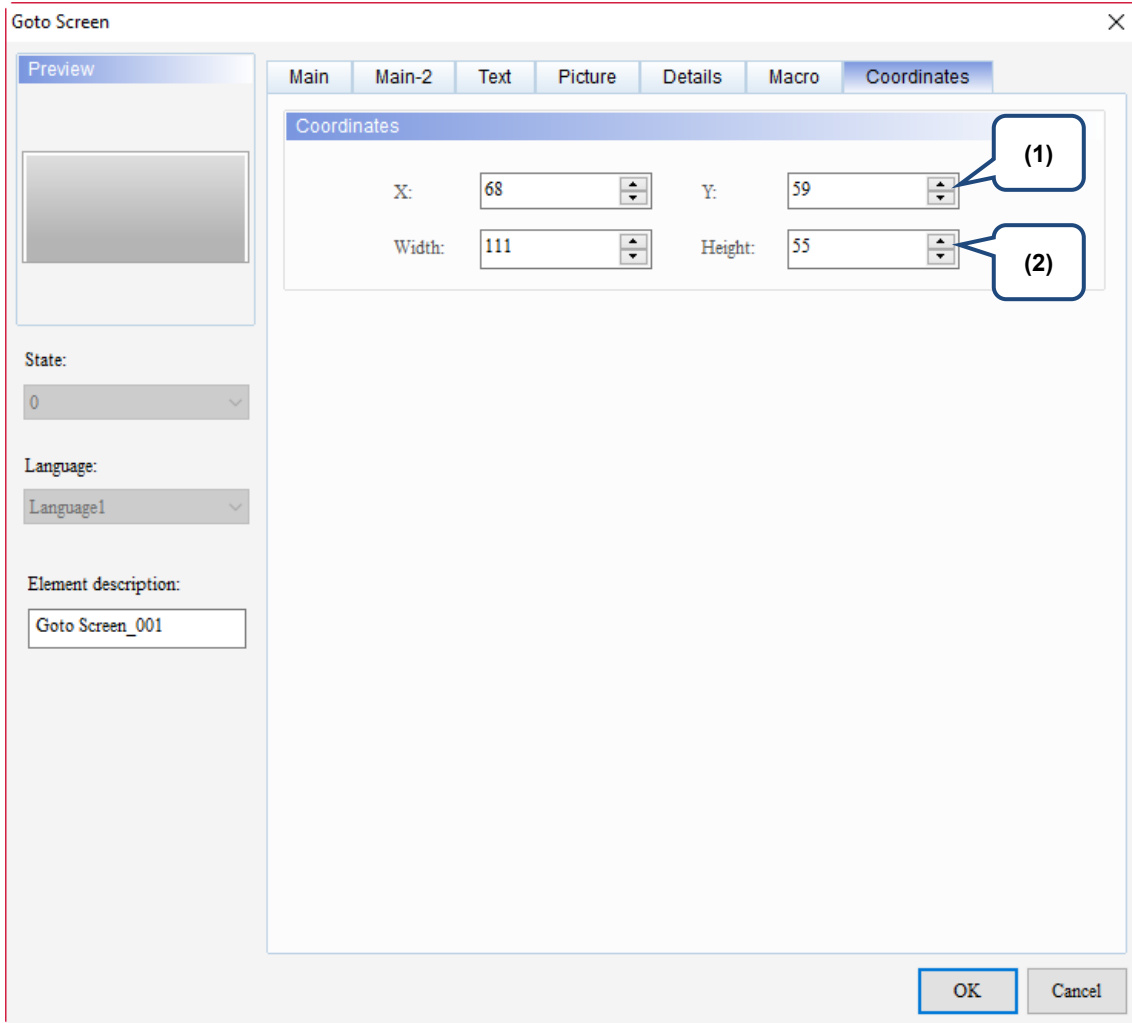 Goto Screen
Preview
Main Main-2 Text Picture Details Macro Coordinates
Coordinates
(1)
X: 68 Y: 59
Width: 111 Height: 55
(2)
State:
0
Language:
Language1
Element description:
Goto Screen_001
OK Cancel